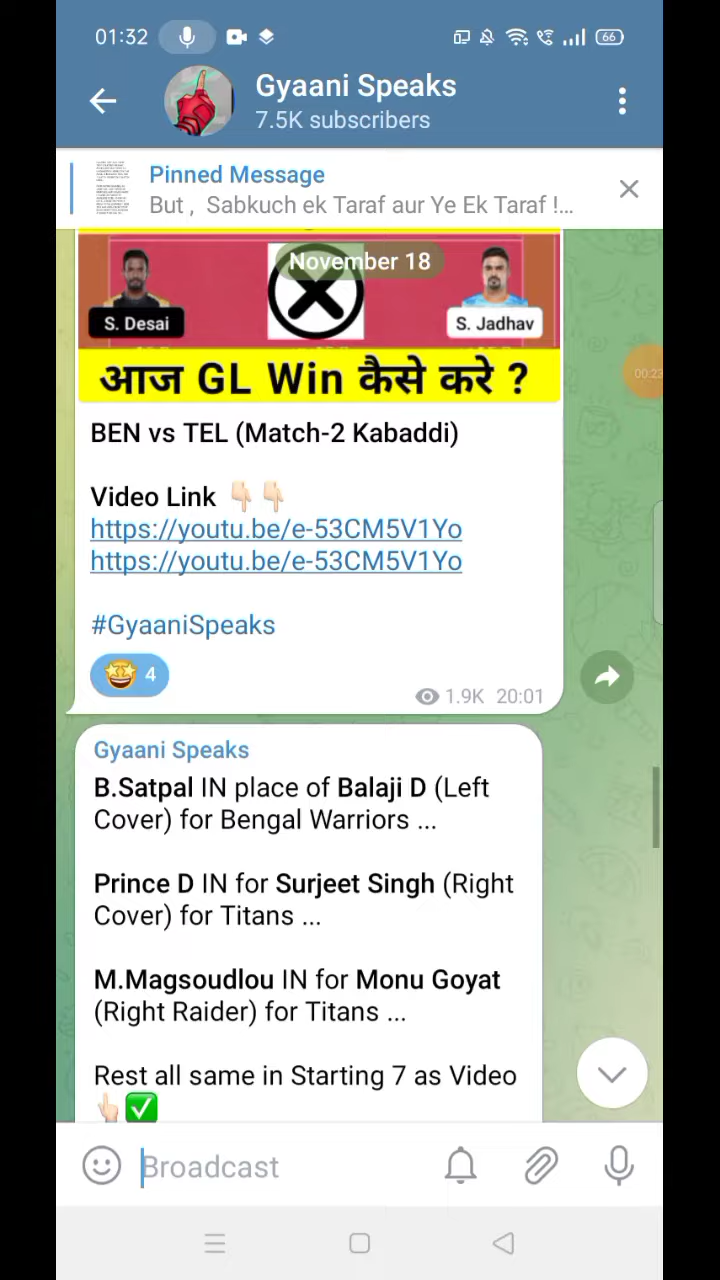 01:32
66
Gyaani Speaks
7.5K subscribers
Pinned Message
But , Sabkuch ek Taraf aur Ye Ek Taraf !...
November 18
S. Desai
S. Jadhav
00:23
आज GL Win कैसे करे ?
BEN vs TEL (Match-2 Kabaddi)
Video Link 👇🏻👇🏻
https://youtu.be/e-53CM5V1Yo
https://youtu.be/e-53CM5V1Yo
#GyaaniSpeaks
🤩 4
1.9K 20:01
Gyaani Speaks
B.Satpal IN place of Balaji D (Left
Cover) for Bengal Warriors ...
Prince D IN for Surjeet Singh (Right
Cover) for Titans ...
M.Magsoudlou IN for Monu Goyat
(Right Raider) for Titans ...
Rest all same in Starting 7 as Video
👆🏻✅
Broadcast